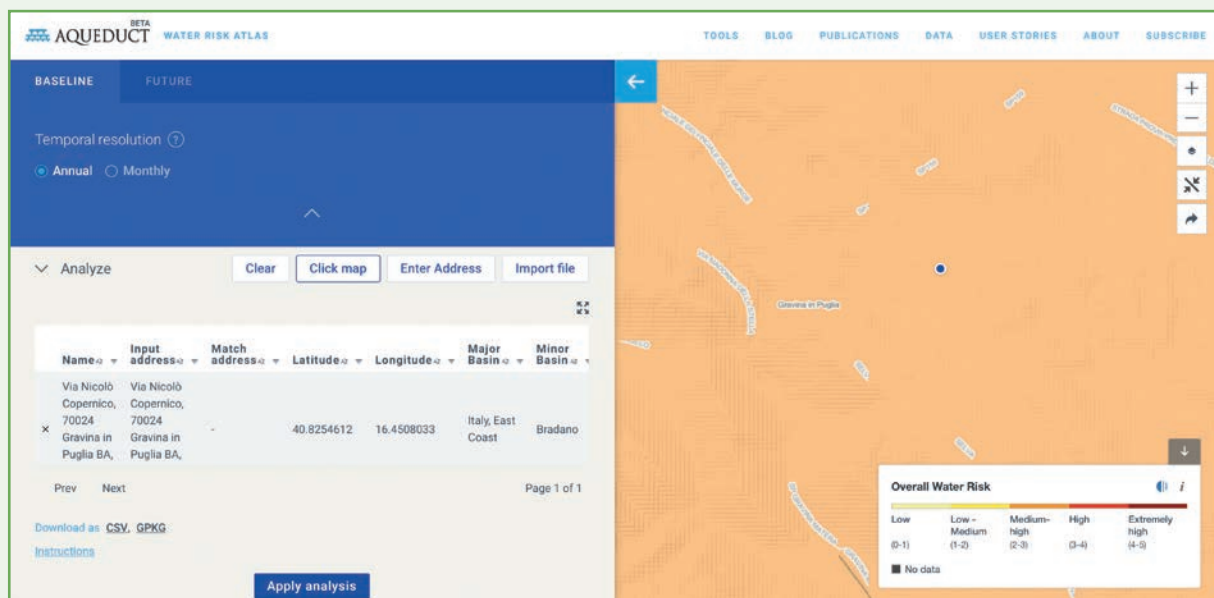 BETA
AQUEDUCT WATER RISK ATLAS
TOOLS BLOG PUBLICATIONS DATA USER STORIES ABOUT SUBSCRIBE
BASELINE FUTURE
Temporal resolution ?
Annual Monthly
Analyze Clear Click map Enter Address Import file
Name Input address Match address Latitude Longitude Major Basin Minor Basin
Via Nicolò Copernico, 70024 Gravina in Puglia BA,
Via Nicolò Copernico, 70024 Gravina in Puglia BA,
-
40.8254612
16.4508033
Italy, East Coast
Bradano
Prev Next Page 1 of 1
Download as CSV, GPKG
Instructions
Apply analysis
Gravina in Puglia
Overall Water Risk i
Low Low - Medium Medium-high High Extremely high
(0-1) (1-2) (2-3) (3-4) (4-5)
No data